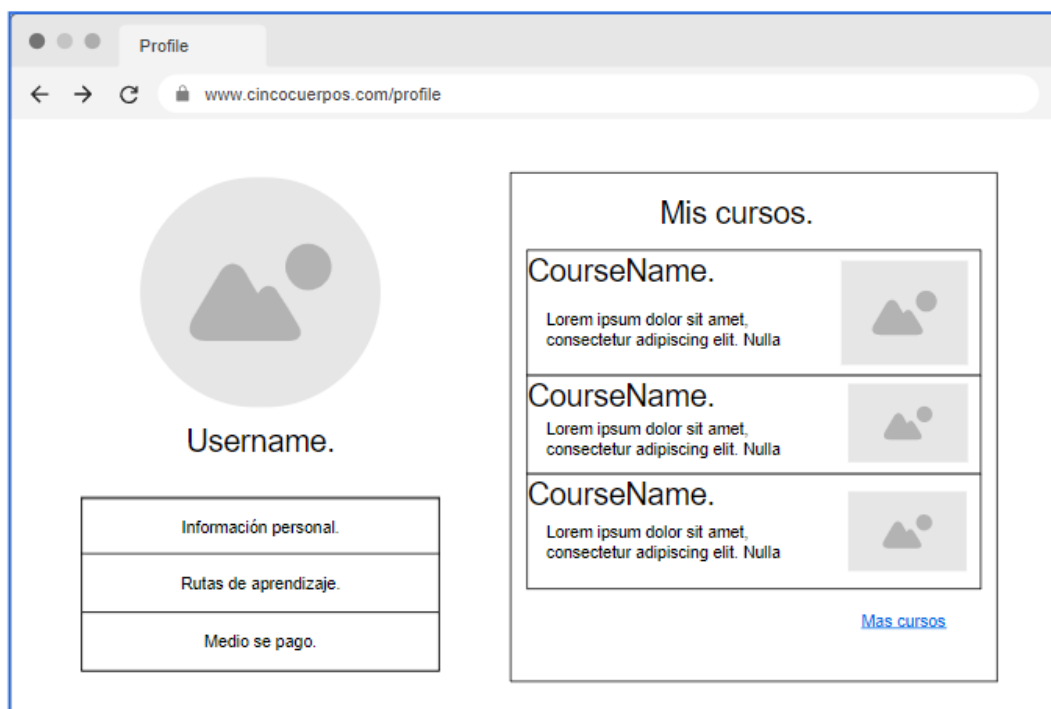 Profile
www.cincocuerpos.com/profile
Username.
Información personal.
Rutas de aprendizaje.
Medio se pago.
Mis cursos.
CourseName.
Lorem ipsum dolor sit amet,
consectetur adipiscing elit. Nulla
CourseName.
Lorem ipsum dolor sit amet,
consectetur adipiscing elit. Nulla
CourseName.
Lorem ipsum dolor sit amet,
consectetur adipiscing elit. Nulla
Mas cursos